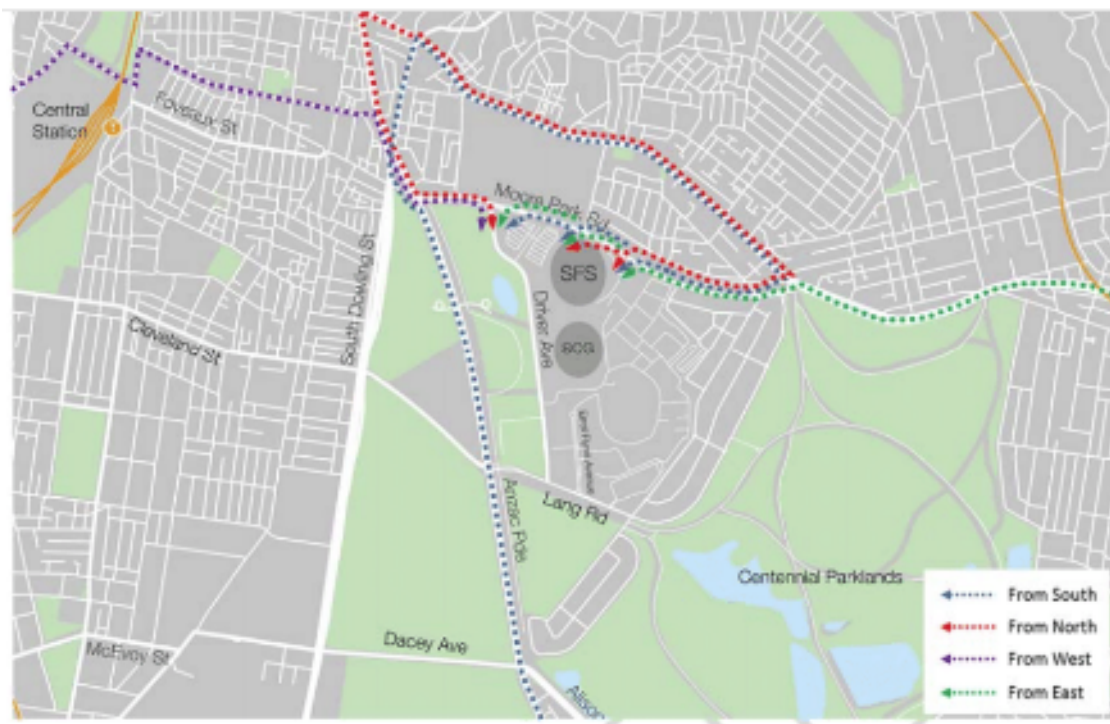 Central
Station
Foveaux St
Moore Park Rd
SFS
SCG
Driver Ave
South Dowling St
Cleveland St
Anzac Pde
Lang Rd
Centennial Parklands
Dacey Ave
McEvoy St
Alison
From South
From North
From West
From East